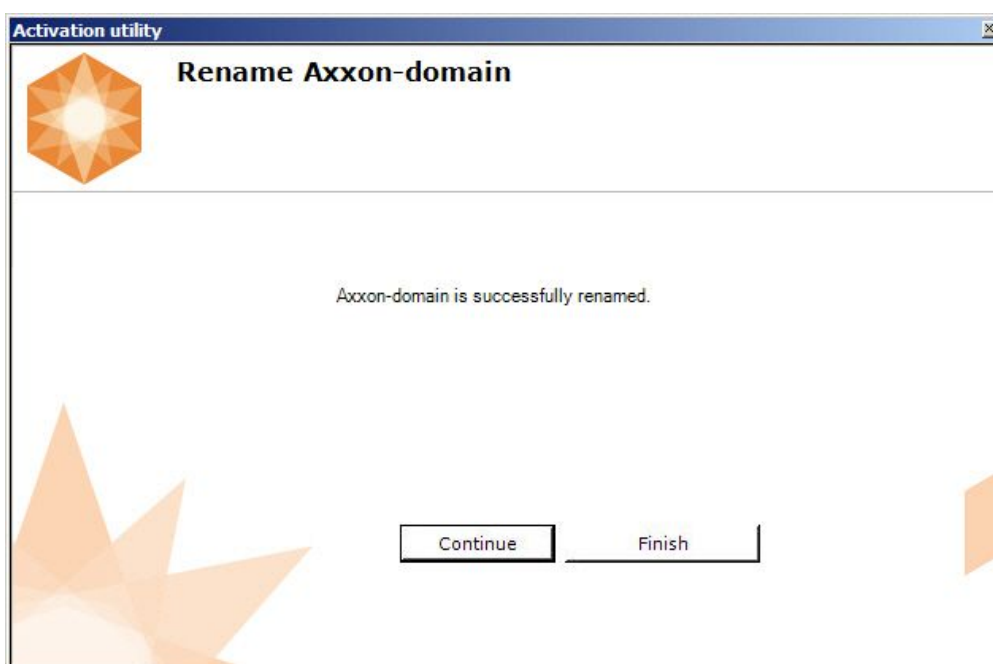 Activation utility
Rename Axxon-domain
Axxon-domain is successfully renamed.
Continue
Finish